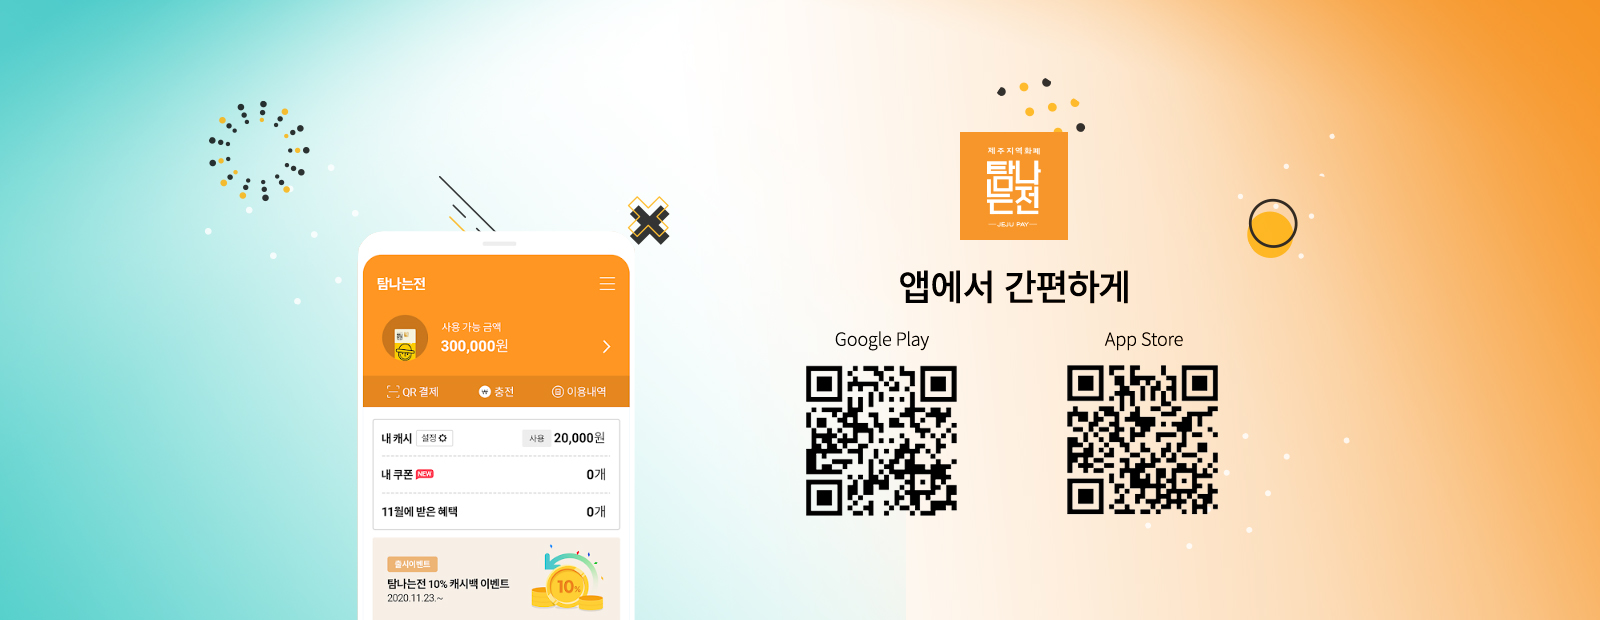 탐나는전
사용 가능 금액
300,000원
QR 결제 충전 이용내역
내 캐시 설정 사용 20,000원
내 쿠폰 NEW 0개
11월에 받은 혜택 0개
출시이벤트
탐나는전 10% 캐시백 이벤트
2020.11.23.~
10%
제주지역화폐
탐나
는전
JEJU PAY
앱에서 간편하게
Google Play App Store